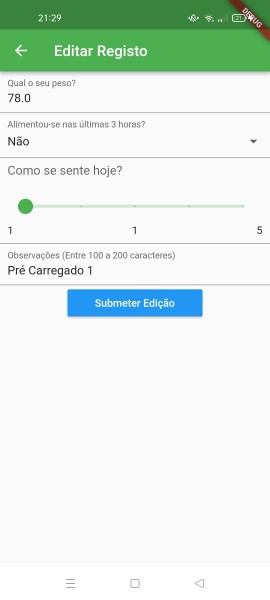 21:29
DEBUG
Editar Registo
Qual o seu peso?
78.0
Alimentou-se nas últimas 3 horas?
Não
Como se sente hoje?
1 1 5
Observações (Entre 100 a 200 caracteres)
Pré Carregado 1
Submeter Edição